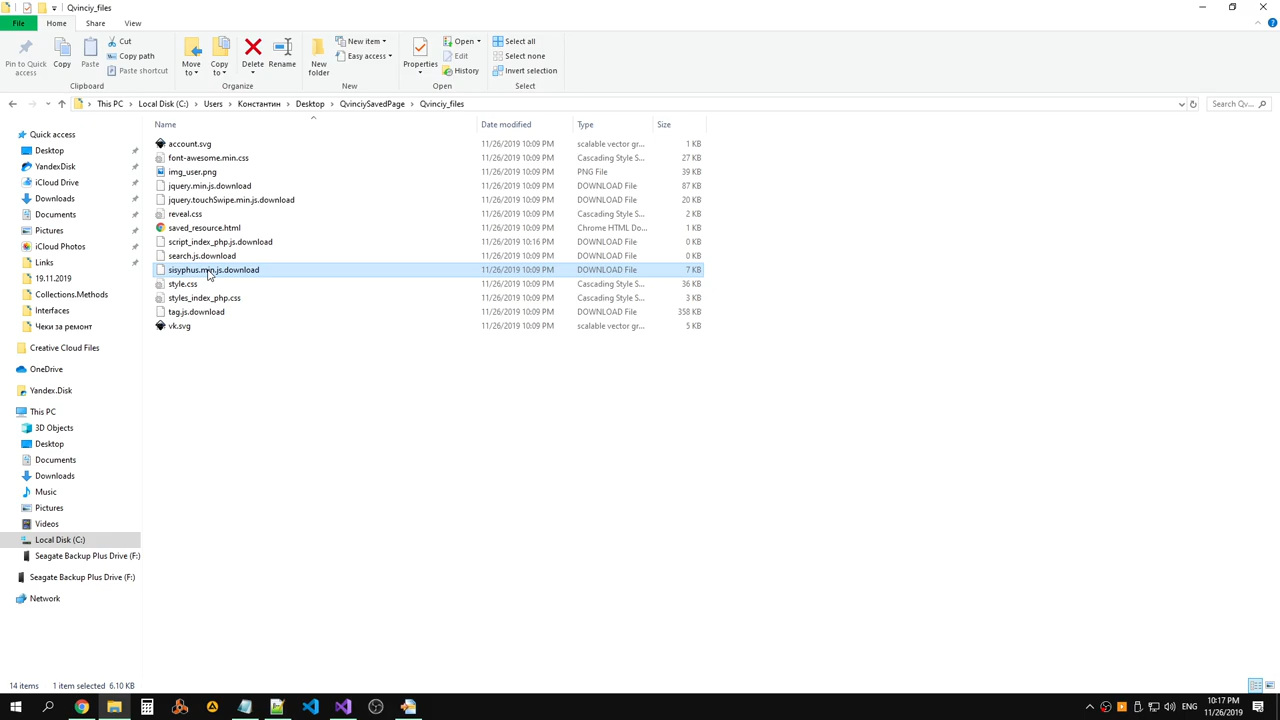 Qvinciy_files
File Home Share View
Pin to Quick access
Copy
Paste
Cut
Copy path
Paste shortcut
Clipboard
Move to
Copy to
Delete
Rename
Organize
New folder
New item
Easy access
New
Properties
Open
Edit
History
Open
Select all
Select none
Invert selection
Select
This PC Local Disk (C:) Users Константин Desktop QvinciySavedPage Qvinciy_files
Search Qv...
Quick access
Desktop
YandexDisk
iCloud Drive
Downloads
Documents
Pictures
iCloud Photos
Links
19.11.2019
Collections.Methods
Interfaces
Чеки за ремонт
Creative Cloud Files
OneDrive
Yandex.Disk
This PC
3D Objects
Desktop
Documents
Downloads
Music
Pictures
Videos
Local Disk (C:)
Seagate Backup Plus Drive (F:)
Seagate Backup Plus Drive (F:)
Network
Name Date modified Type Size
account.svg 11/26/2019 10:09 PM scalable vector gr... 1 KB
font-awesome.min.css 11/26/2019 10:09 PM Cascading Style S... 27 KB
img_user.png 11/26/2019 10:09 PM PNG File 39 KB
jquery.min.js.download 11/26/2019 10:09 PM DOWNLOAD File 87 KB
jquery.touchSwipe.min.js.download 11/26/2019 10:09 PM DOWNLOAD File 20 KB
reveal.css 11/26/2019 10:09 PM Cascading Style S... 2 KB
saved_resource.html 11/26/2019 10:09 PM Chrome HTML Do... 1 KB
script_index_php.js.download 11/26/2019 10:16 PM DOWNLOAD File 0 KB
search.js.download 11/26/2019 10:09 PM DOWNLOAD File 0 KB
sisyphus.min.js.download 11/26/2019 10:09 PM DOWNLOAD File 7 KB
style.css 11/26/2019 10:09 PM Cascading Style S... 36 KB
styles_index_php.css 11/26/2019 10:09 PM Cascading Style S... 3 KB
tag.js.download 11/26/2019 10:09 PM DOWNLOAD File 358 KB
vk.svg 11/26/2019 10:09 PM scalable vector gr... 5 KB
14 items 1 item selected 6.10 KB
10:17 PM
11/26/2019